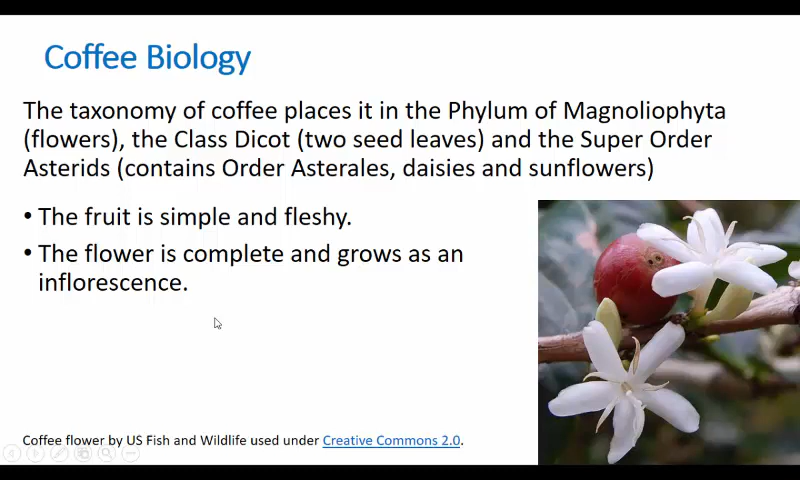 Coffee Biology
The taxonomy of coffee places it in the Phylum of Magnoliophyta
(flowers), the Class Dicot (two seed leaves) and the Super Order
Asterids (contains Order Asterales, daisies and sunflowers)
• The fruit is simple and fleshy.
• The flower is complete and grows as an
inflorescence.
Coffee flower by US Fish and Wildlife used under Creative Commons 2.0.